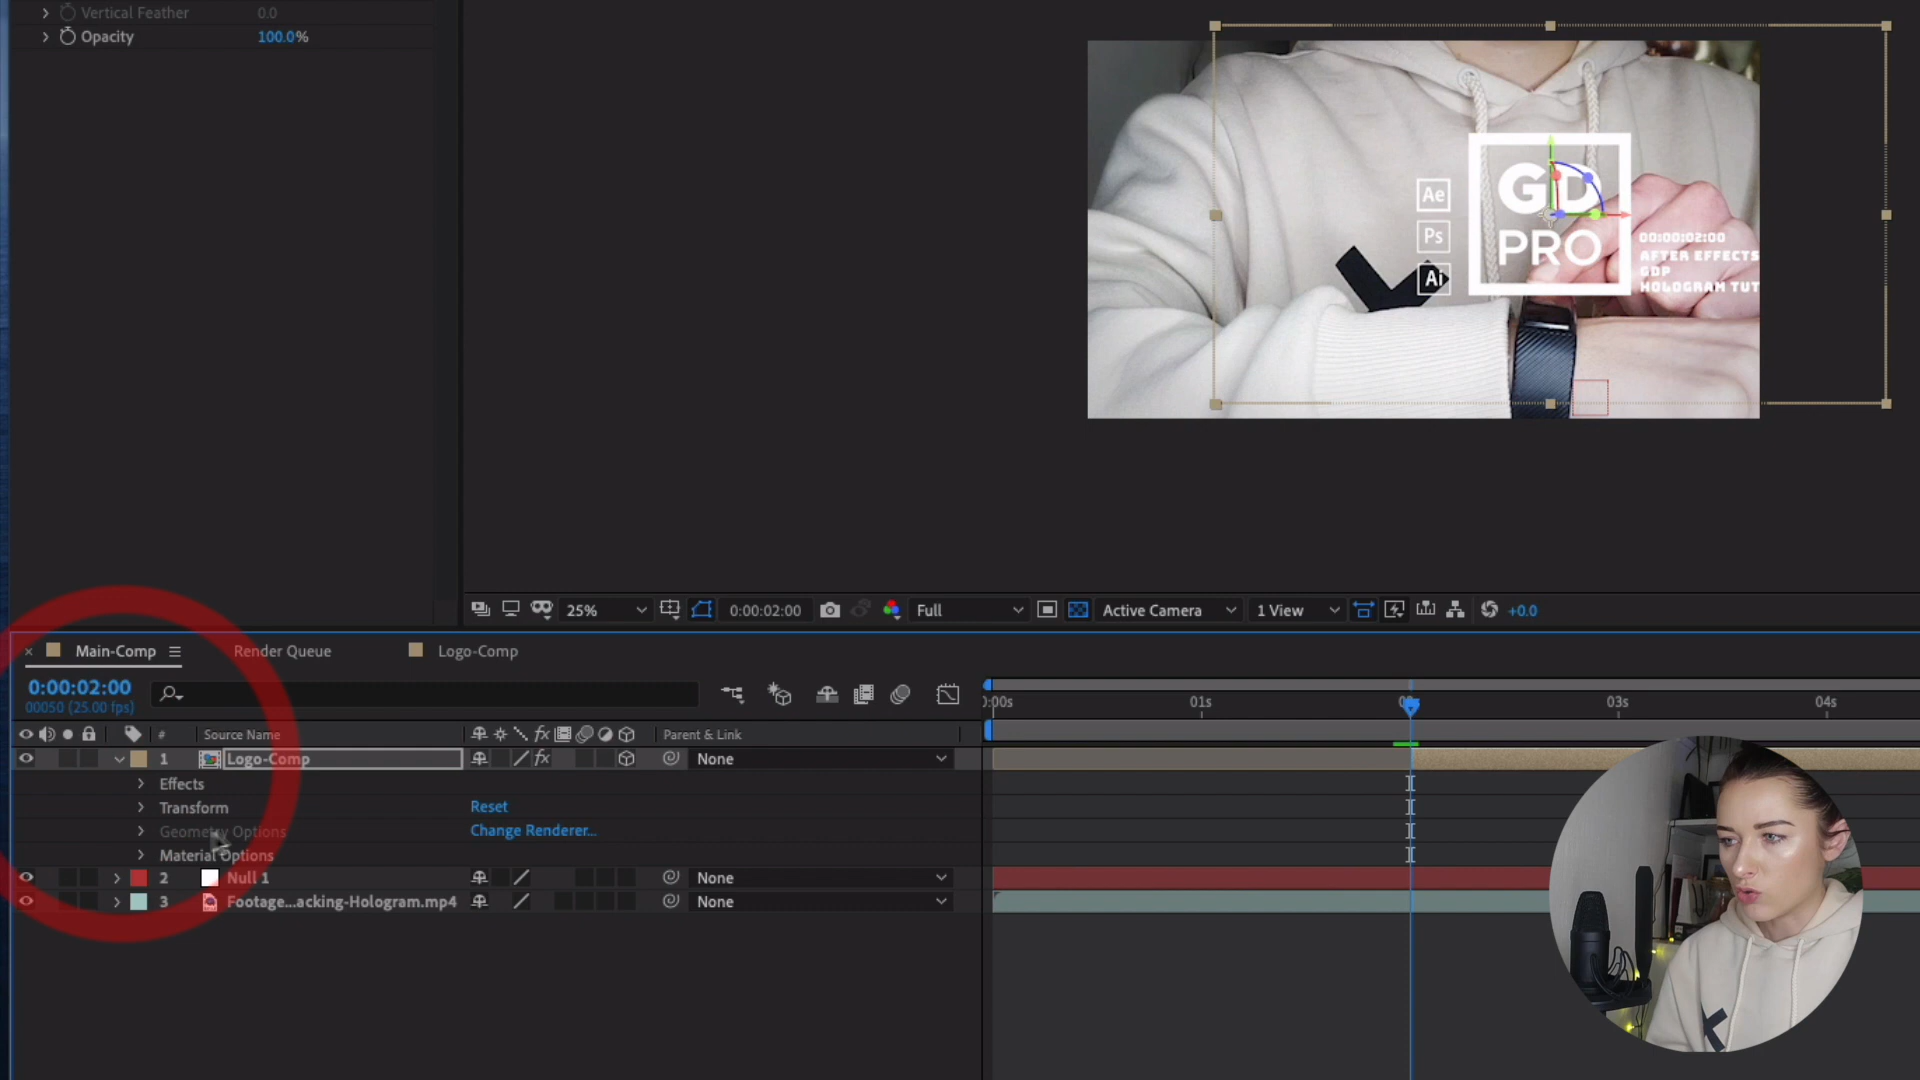 Vertical Feather 0.0
Opacity 100.0%
GD
PRO
Ae
Ps
Ai
00:00:02:00
AFTER EFFECTS
GDP
HOLOGRAM TUT
25%
0:00:02:00
Full
Active Camera
1 View
+0.0
Main-Comp
Render Queue
Logo-Comp
0:00:02:00
00050 (25.00 fps)
:00s 01s 03s 04s
# Source Name fx Parent & Link
1 Logo-Comp fx None
Effects
Transform Reset
Geometry Options Change Renderer...
Material Options
2 Null 1 None
3 Footage...acking-Hologram.mp4 None